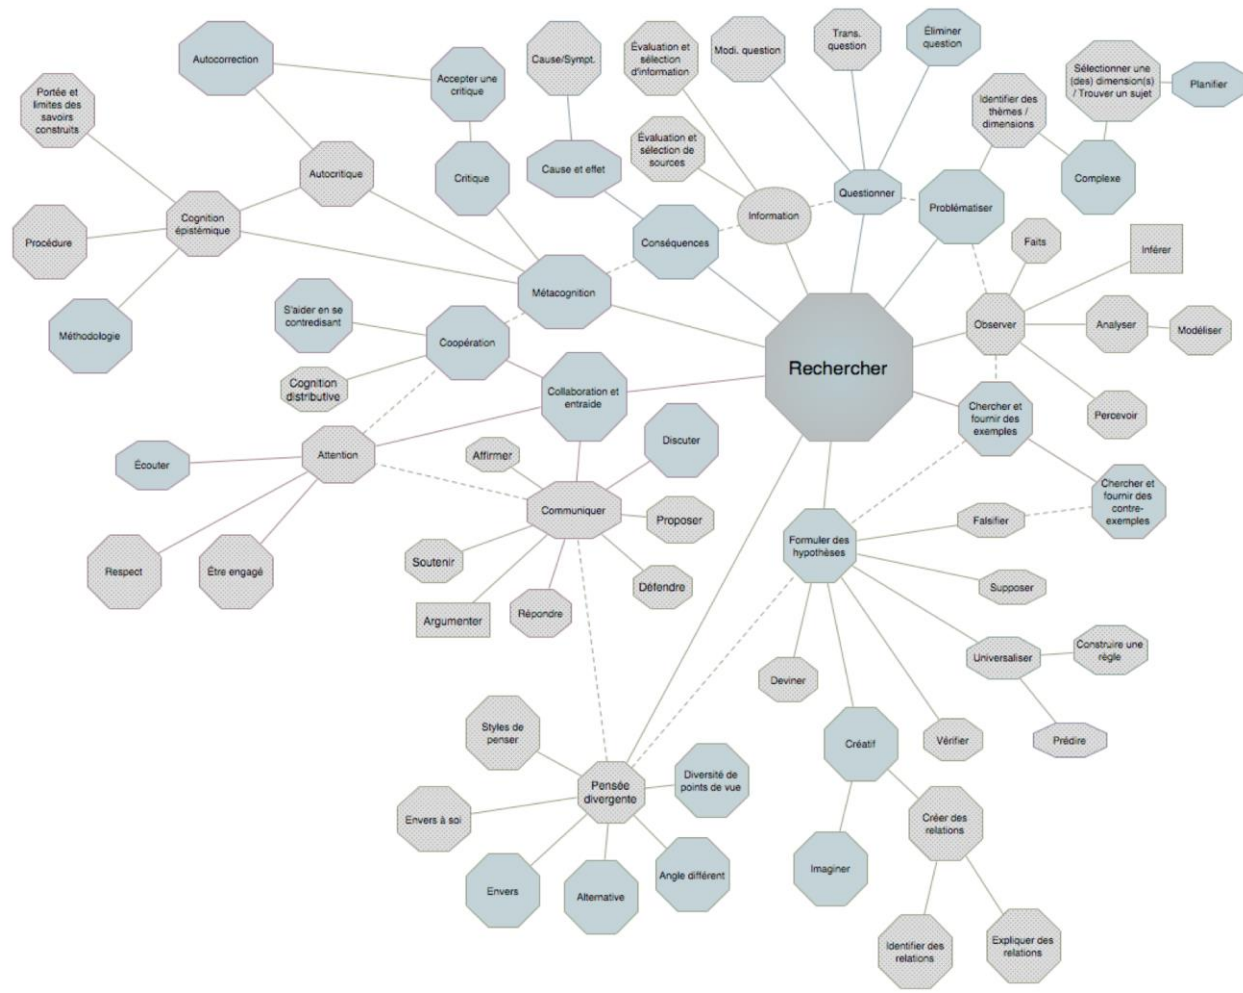 Autocorrection
Portée et
limites des
savoirs
construits
Accepter une
critique
Cause/Sympt.
Évaluation et
sélection
d'information
Modi. question
Trans.
question
Éliminer
question
Identifier des
thèmes /
dimensions
Sélectionner une
(des) dimension(s)
/ Trouver un sujet
Planifier
Autocritique
Critique
Cause et effet
Évaluation et
sélection de
sources
Questionner
Complexe
Procédure
Cognition
épistémique
Conséquences
Information
Problématiser
Faits
Inférer
Méthodologie
S'aider en se
contredisant
Métacognition
Coopération
Rechercher
Observer
Analyser
Modéliser
Cognition
distributive
Collaboration et
entraide
Chercher et
fournir des
exemples
Percevoir
Écouter
Attention
Affirmer
Discuter
Chercher et
fournir des
contre-
exemples
Communiquer
Proposer
Formuler des
hypothèses
Falsifier
Respect
Être engagé
Soutenir
Argumenter
Répondre
Défendre
Supposer
Universaliser
Construire une
règle
Deviner
Prédire
Styles de
penser
Créatif
Vérifier
Pensée
divergente
Diversité de
points de vue
Envers à soi
Créer des
relations
Envers
Alternative
Angle différent
Imaginer
Identifier des
relations
Expliquer des
relations